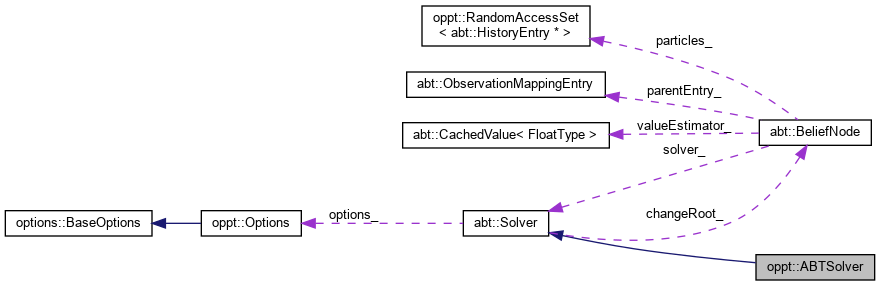 oppt::RandomAccessSet
< abt::HistoryEntry * >
particles_
abt::ObservationMappingEntry
parentEntry_
abt::CachedValue< FloatType >
valueEstimator_
abt::BeliefNode
solver_
options::BaseOptions
oppt::Options
options_
abt::Solver
changeRoot_
oppt::ABTSolver